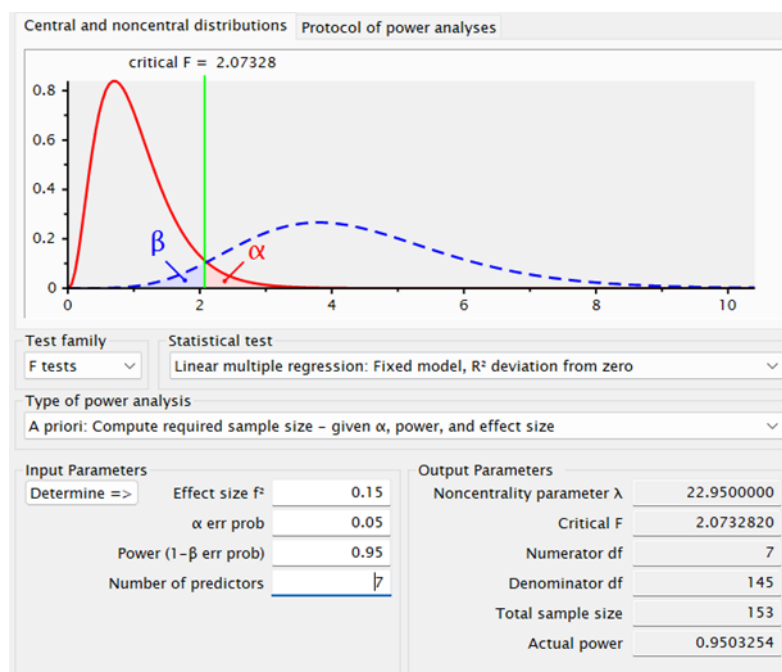 Central and noncentral distributions Protocol of power analyses
critical F = 2.07328
0.8
0.6
0.4
0.2
0
β
α
0 2 4 6 8 10
Test family Statistical test
F tests Linear multiple regression: Fixed model, R² deviation from zero
Type of power analysis
A priori: Compute required sample size – given α, power, and effect size
Input Parameters Output Parameters
Determine => Effect size f² 0.15 Noncentrality parameter λ 22.9500000
α err prob 0.05 Critical F 2.0732820
Power (1-β err prob) 0.95 Numerator df 7
Number of predictors 7 Denominator df 145
Total sample size 153
Actual power 0.9503254